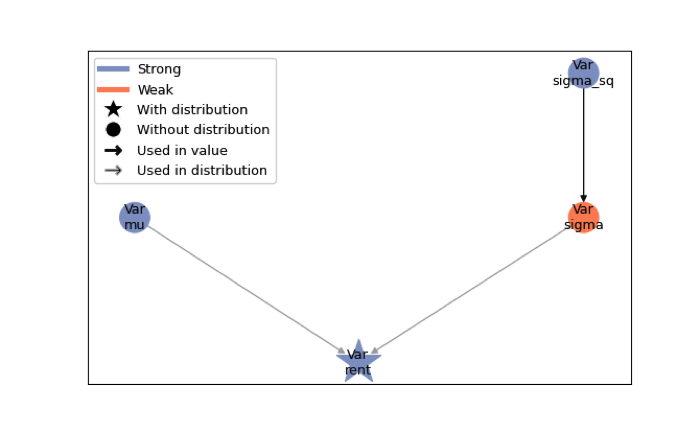 Strong
Weak
With distribution
Without distribution
Used in value
Used in distribution
Var
sigma_sq
Var
mu
Var
sigma
Var
rent